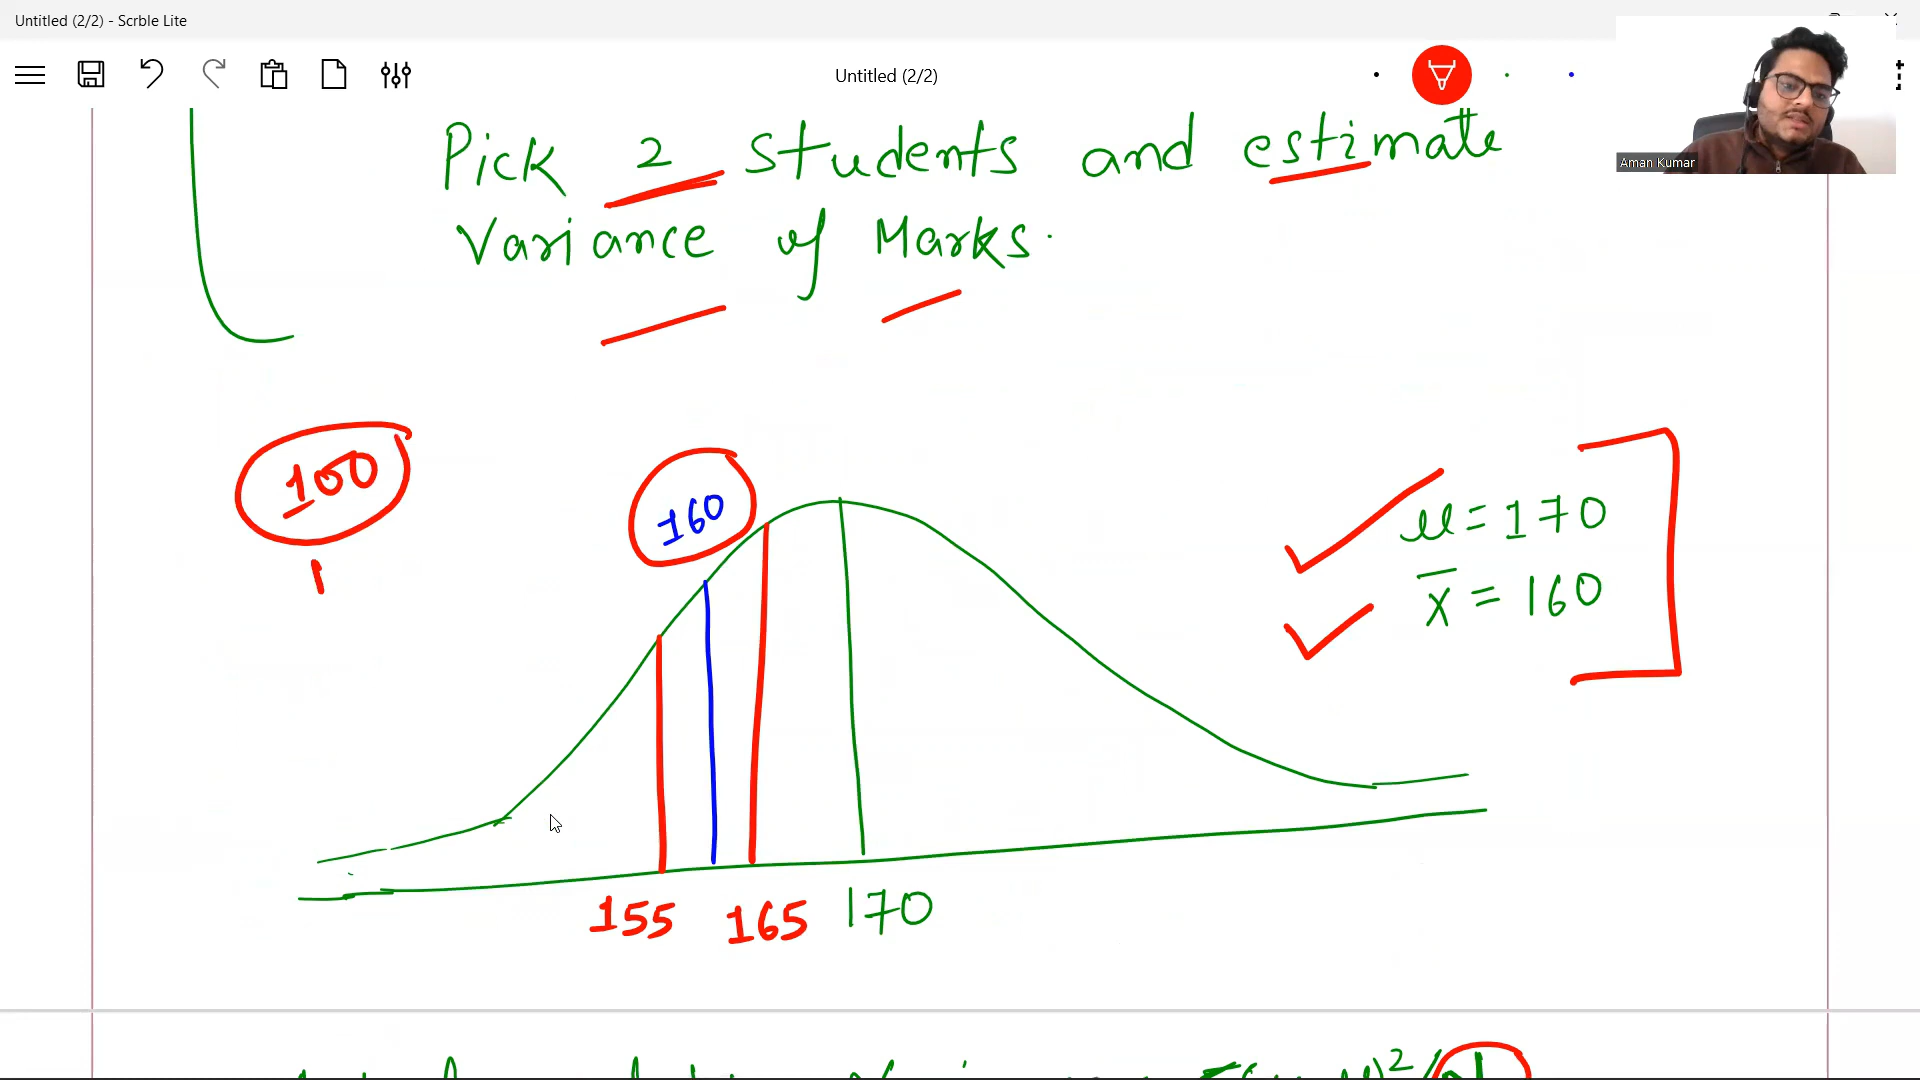 Untitled (2/2) - Scrble Lite
Untitled (2/2)
Aman Kumar
Pick 2 students and estimate
Variance of Marks.
100
160
μ = 170
x̄ = 160
155 165 170